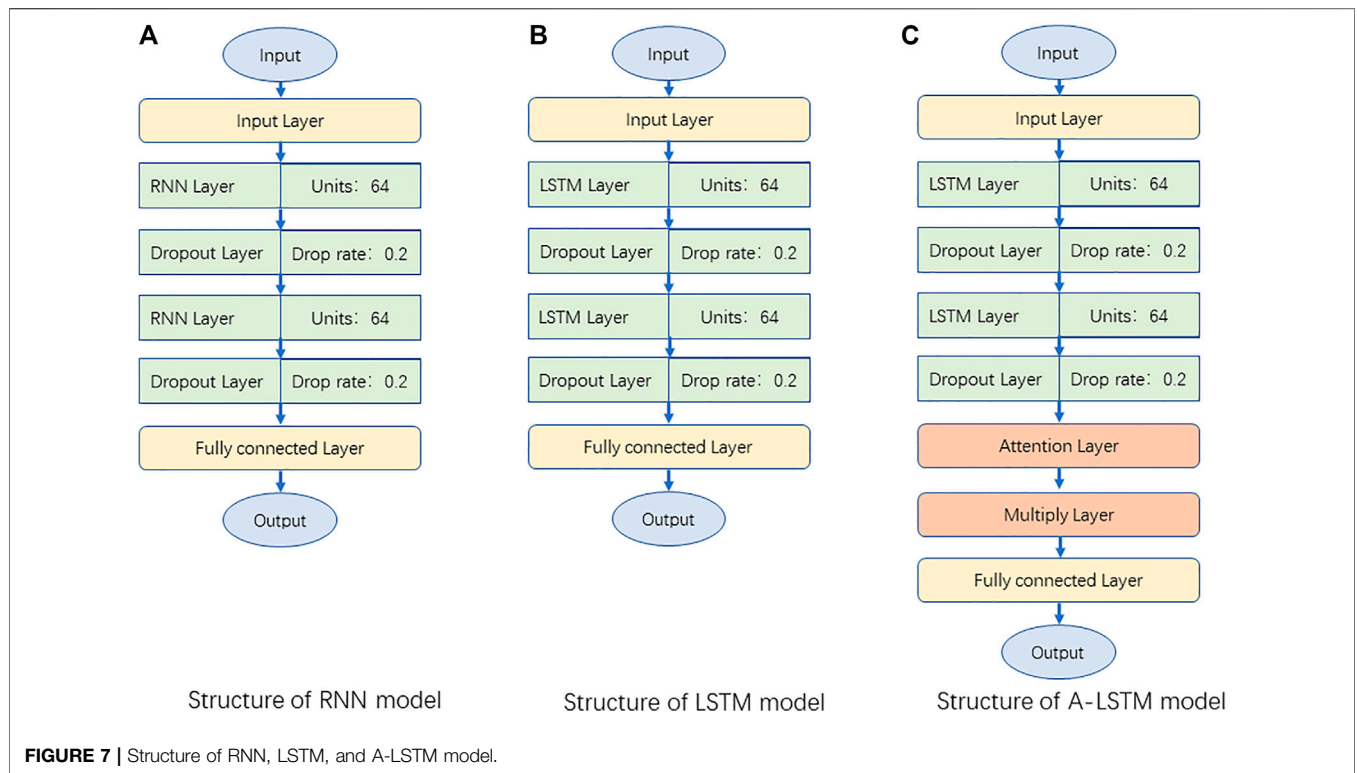 A
Input
Input Layer
RNN Layer
Units: 64
Dropout Layer
Drop rate: 0.2
RNN Layer
Units: 64
Dropout Layer
Drop rate: 0.2
Fully connected Layer
Output
Structure of RNN model
B
Input
Input Layer
LSTM Layer
Units: 64
Dropout Layer
Drop rate: 0.2
LSTM Layer
Units: 64
Dropout Layer
Drop rate: 0.2
Fully connected Layer
Output
Structure of LSTM model
C
Input
Input Layer
LSTM Layer
Units: 64
Dropout Layer
Drop rate: 0.2
LSTM Layer
Units: 64
Dropout Layer
Drop rate: 0.2
Attention Layer
Multiply Layer
Fully connected Layer
Output
Structure of A-LSTM model
FIGURE 7 | Structure of RNN, LSTM, and A-LSTM model.